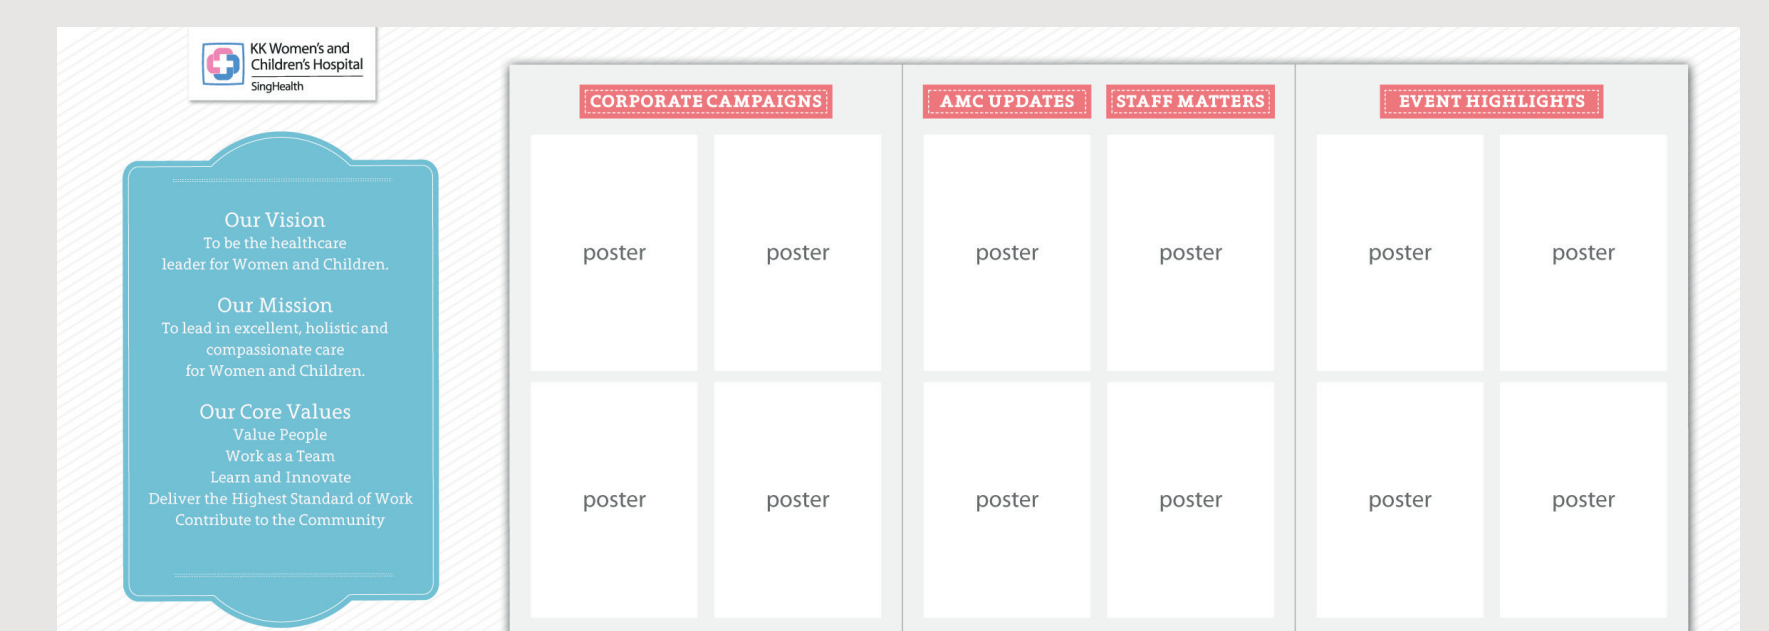 KK Women's and
Children's Hospital
SingHealth
Our Vision
To be the healthcare
leader for Women and Children.
Our Mission
To lead in excellent, holistic and
compassionate care
for Women and Children.
Our Core Values
Value People
Work as a Team
Learn and Innovate
Deliver the Highest Standard of Work
Contribute to the Community
CORPORATE CAMPAIGNS
AMC UPDATES
STAFF MATTERS
EVENT HIGHLIGHTS
poster
poster
poster
poster
poster
poster
poster
poster
poster
poster
poster
poster